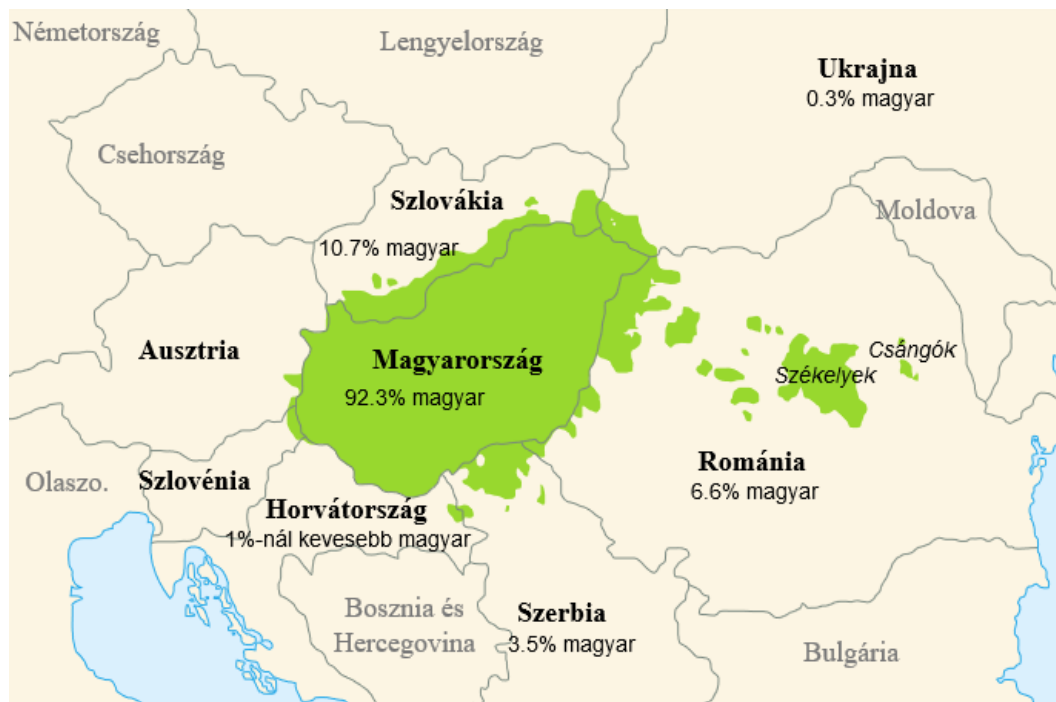 Németország
Lengyelország
Ukrajna
0.3% magyar
Csehország
Szlovákia
10.7% magyar
Moldova
Ausztria
Magyarország
92.3% magyar
Csángók
Székelyek
Románia
6.6% magyar
Olaszo.
Szlovénia
Horvátország
1%-nál kevesebb magyar
Bosznia és
Hercegovina
Szerbia
3.5% magyar
Bulgária